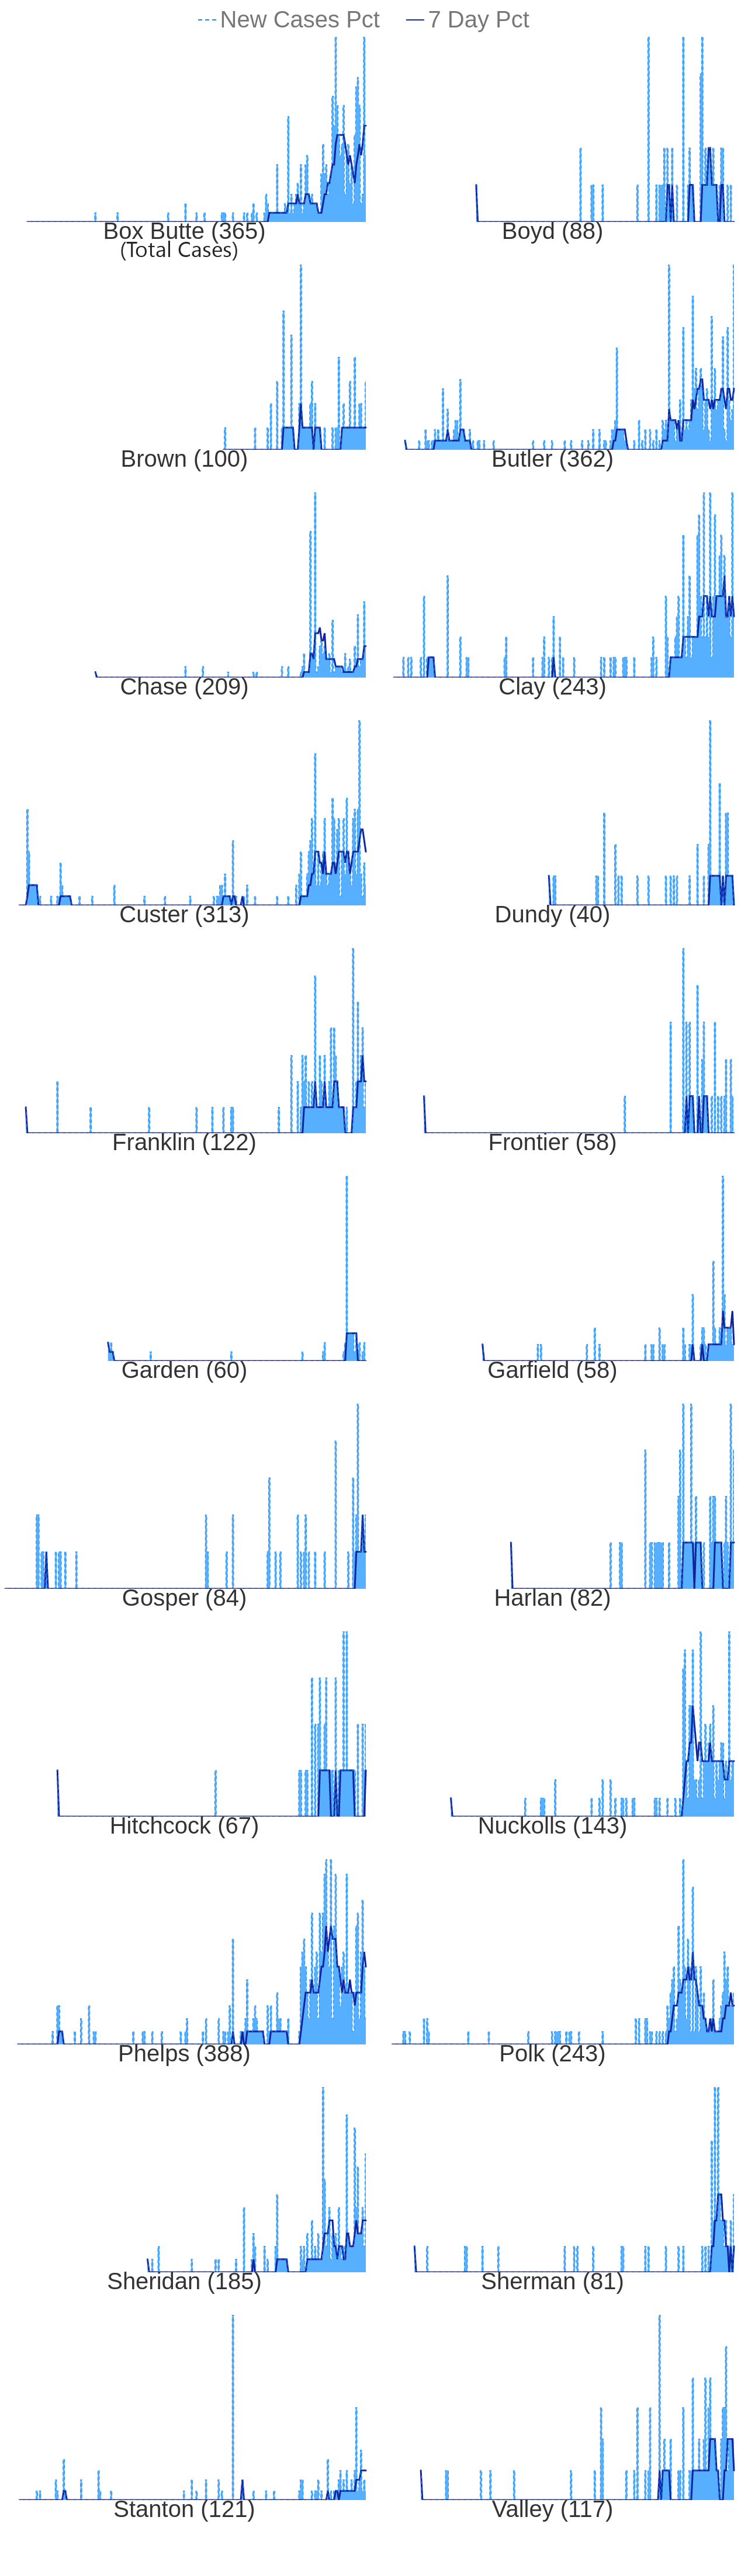 New Cases Pct 7 Day Pct
Box Butte (365) Boyd (88)
(Total Cases)
Brown (100) Butler (362)
Chase (209) Clay (243)
Custer (313) Dundy (40)
Franklin (122) Frontier (58)
Garden (60) Garfield (58)
Gosper (84) Harlan (82)
Hitchcock (67) Nuckolls (143)
Phelps (388) Polk (243)
Sheridan (185) Sherman (81)
Stanton (121) Valley (117)